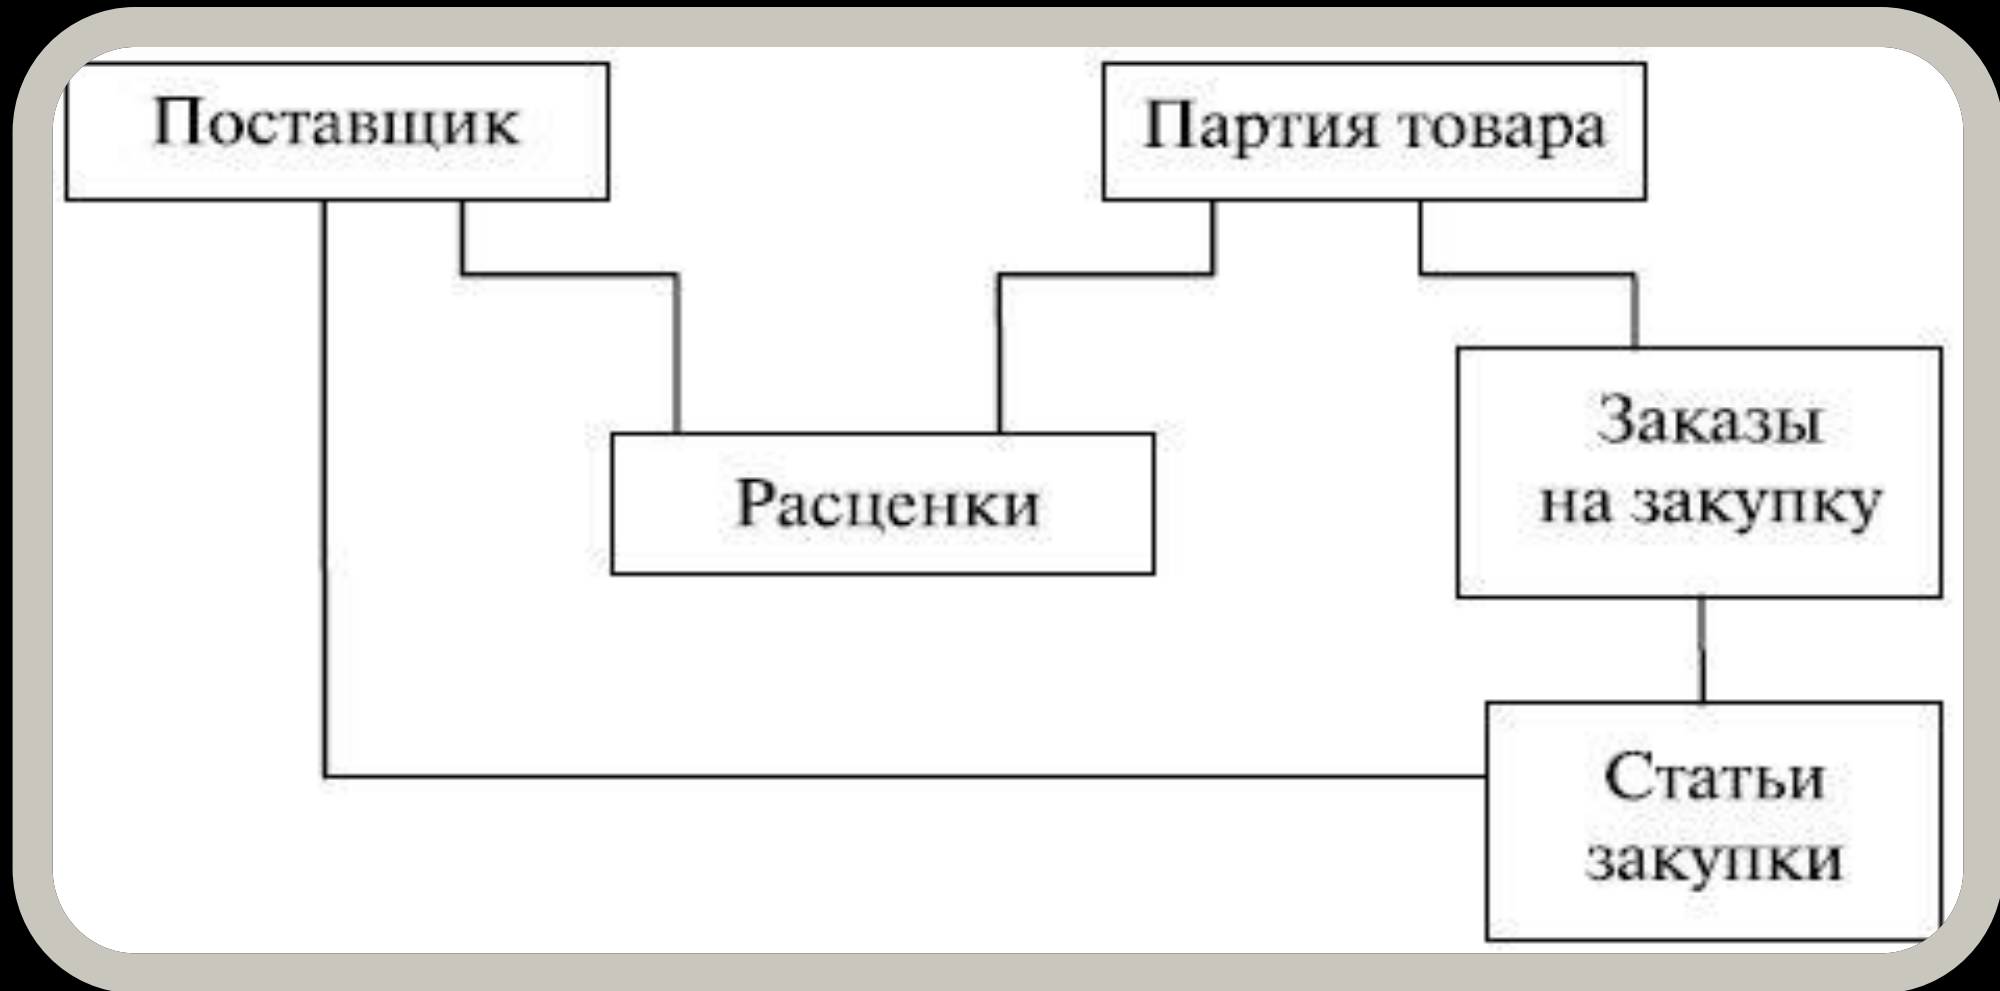 Поставщик
Партия товара
Расценки
Заказы
на закупку
Статьи
закупки